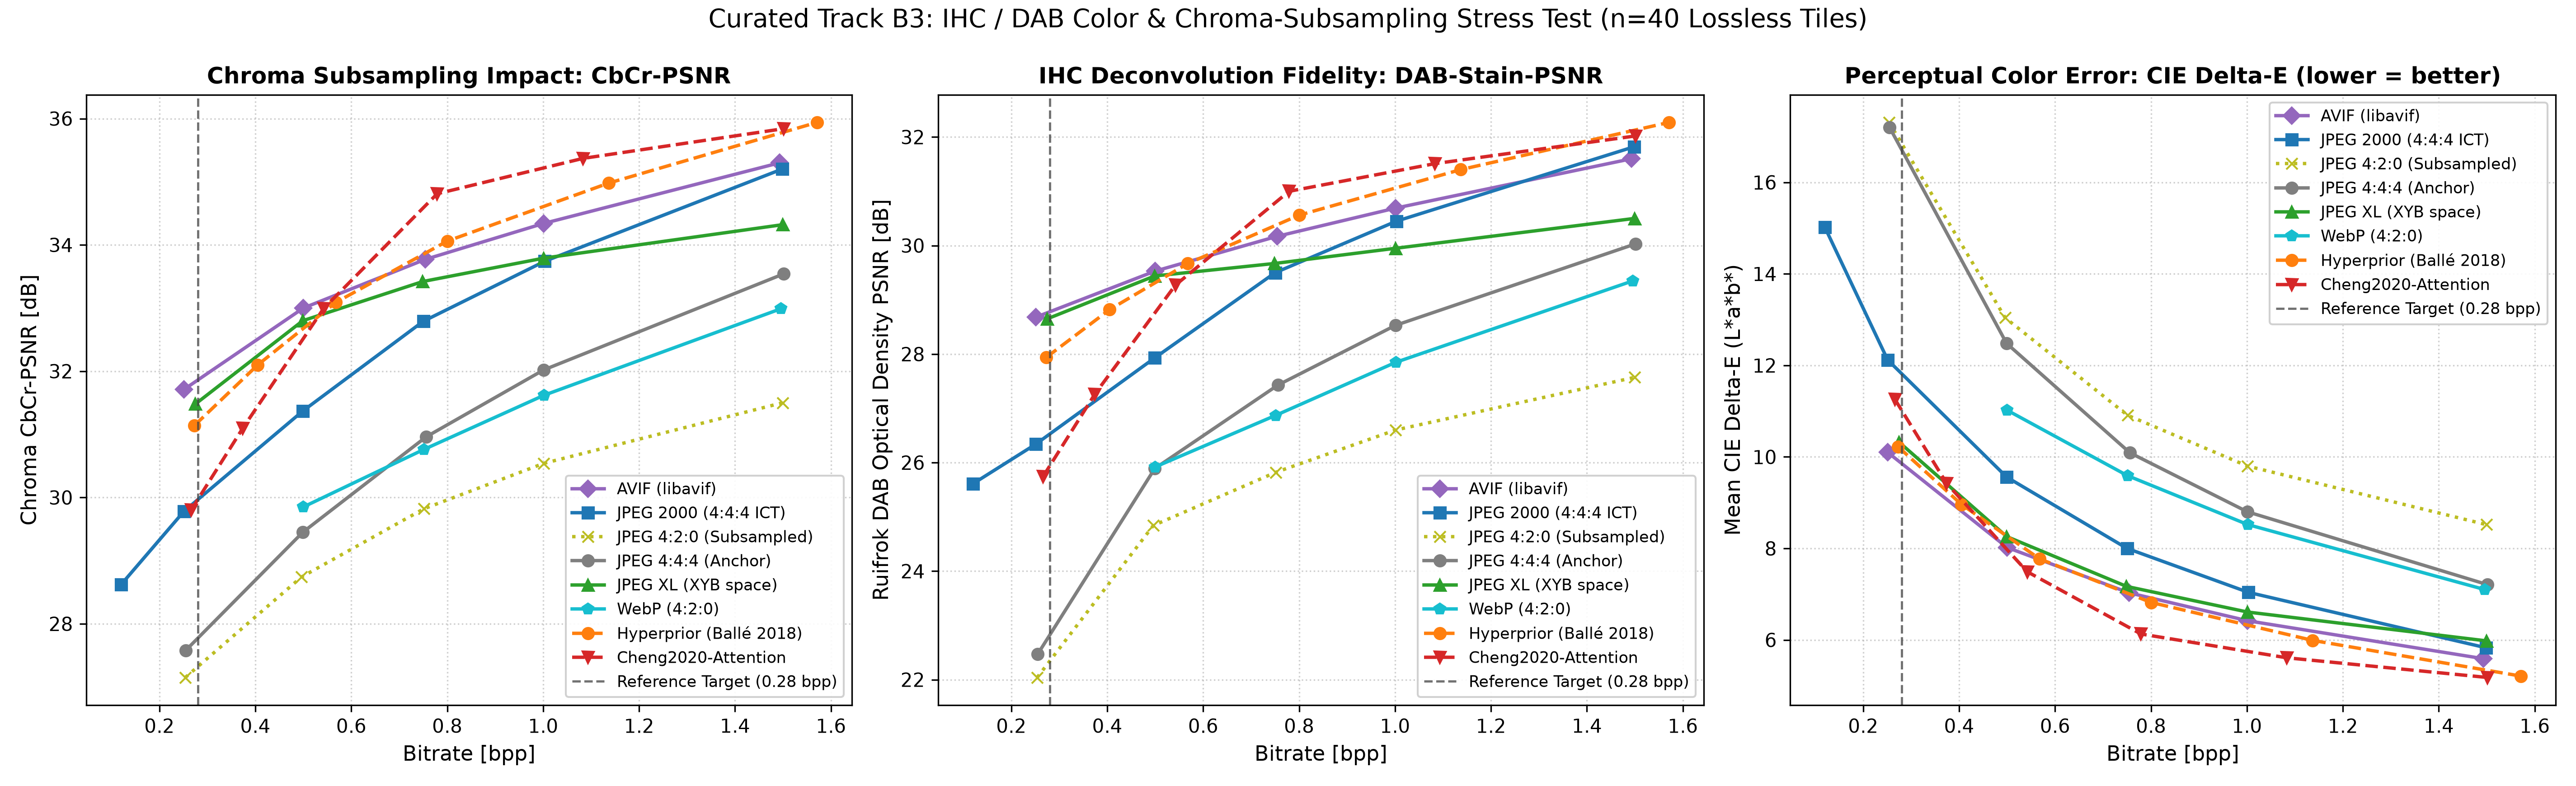 Curated Track B3: IHC / DAB Color & Chroma-Subsampling Stress Test (n=40 Lossless Tiles)
Chroma Subsampling Impact: CbCr-PSNR
Chroma CbCr-PSNR [dB]
36
34
32
30
28
0.2
0.4
0.6
0.8
1.0
1.2
1.4
1.6
Bitrate [bpp]
AVIF (libavif)
JPEG 2000 (4:4:4 ICT)
JPEG 4:2:0 (Subsampled)
JPEG 4:4:4 (Anchor)
JPEG XL (XYB space)
WebP (4:2:0)
Hyperprior (Ballé 2018)
Cheng2020-Attention
Reference Target (0.28 bpp)
IHC Deconvolution Fidelity: DAB-Stain-PSNR
Ruifrok DAB Optical Density PSNR [dB]
32
30
28
26
24
22
0.2
0.4
0.6
0.8
1.0
1.2
1.4
1.6
Bitrate [bpp]
AVIF (libavif)
JPEG 2000 (4:4:4 ICT)
JPEG 4:2:0 (Subsampled)
JPEG 4:4:4 (Anchor)
JPEG XL (XYB space)
WebP (4:2:0)
Hyperprior (Ballé 2018)
Cheng2020-Attention
Reference Target (0.28 bpp)
Perceptual Color Error: CIE Delta-E (lower = better)
Mean CIE Delta-E (L*a*b*)
16
14
12
10
8
6
0.2
0.4
0.6
0.8
1.0
1.2
1.4
1.6
Bitrate [bpp]
AVIF (libavif)
JPEG 2000 (4:4:4 ICT)
JPEG 4:2:0 (Subsampled)
JPEG 4:4:4 (Anchor)
JPEG XL (XYB space)
WebP (4:2:0)
Hyperprior (Ballé 2018)
Cheng2020-Attention
Reference Target (0.28 bpp)